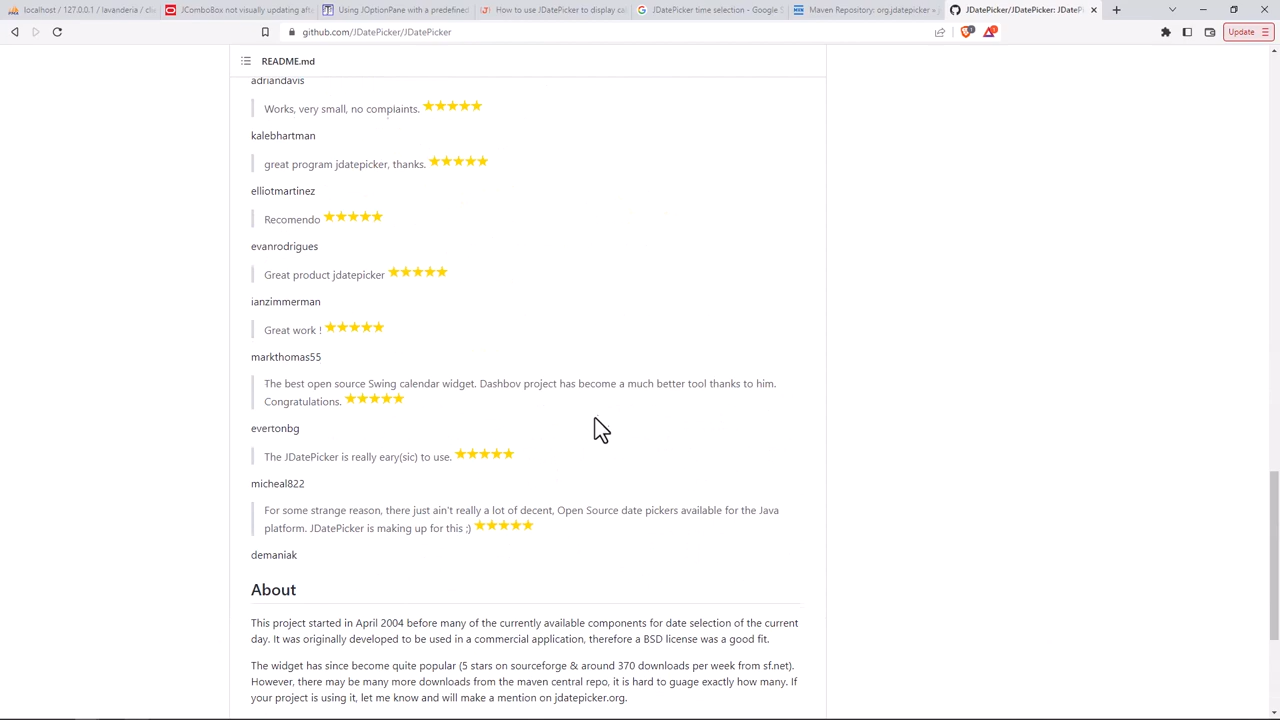 localhost / 127.0.0.1 / lavanderia / cl
JComboBox not visually updating afte
Using JOptionPane with a predefined
How to use JDatePicker to display ca
JDatePicker time selection - Google S
Maven Repository: org.jdatepicker »
JDatePicker/JDatePicker: JDateP
github.com/JDatePicker/JDatePicker
1
1
Update
README.md
adriandavis
Works, very small, no complaints. ★★★★★
kalebhartman
great program jdatepicker, thanks. ★★★★★
elliotmartinez
Recomendo ★★★★★
evanrodrigues
Great product jdatepicker ★★★★★
ianzimmerman
Great work ! ★★★★★
markthomas55
The best open source Swing calendar widget. Dashbov project has become a much better tool thanks to him.
Congratulations. ★★★★★
evertonbg
The JDatePicker is really eary(sic) to use. ★★★★★
micheal822
For some strange reason, there just ain't really a lot of decent, Open Source date pickers available for the Java
platform. JDatePicker is making up for this ;) ★★★★★
demaniak
About
This project started in April 2004 before many of the currently available components for date selection of the current
day. It was originally developed to be used in a commercial application, therefore a BSD license was a good fit.
The widget has since become quite popular (5 stars on sourceforge & around 370 downloads per week from sf.net).
However, there may be many more downloads from the maven central repo, it is hard to guage exactly how many. If
your project is using it, let me know and will make a mention on jdatepicker.org.